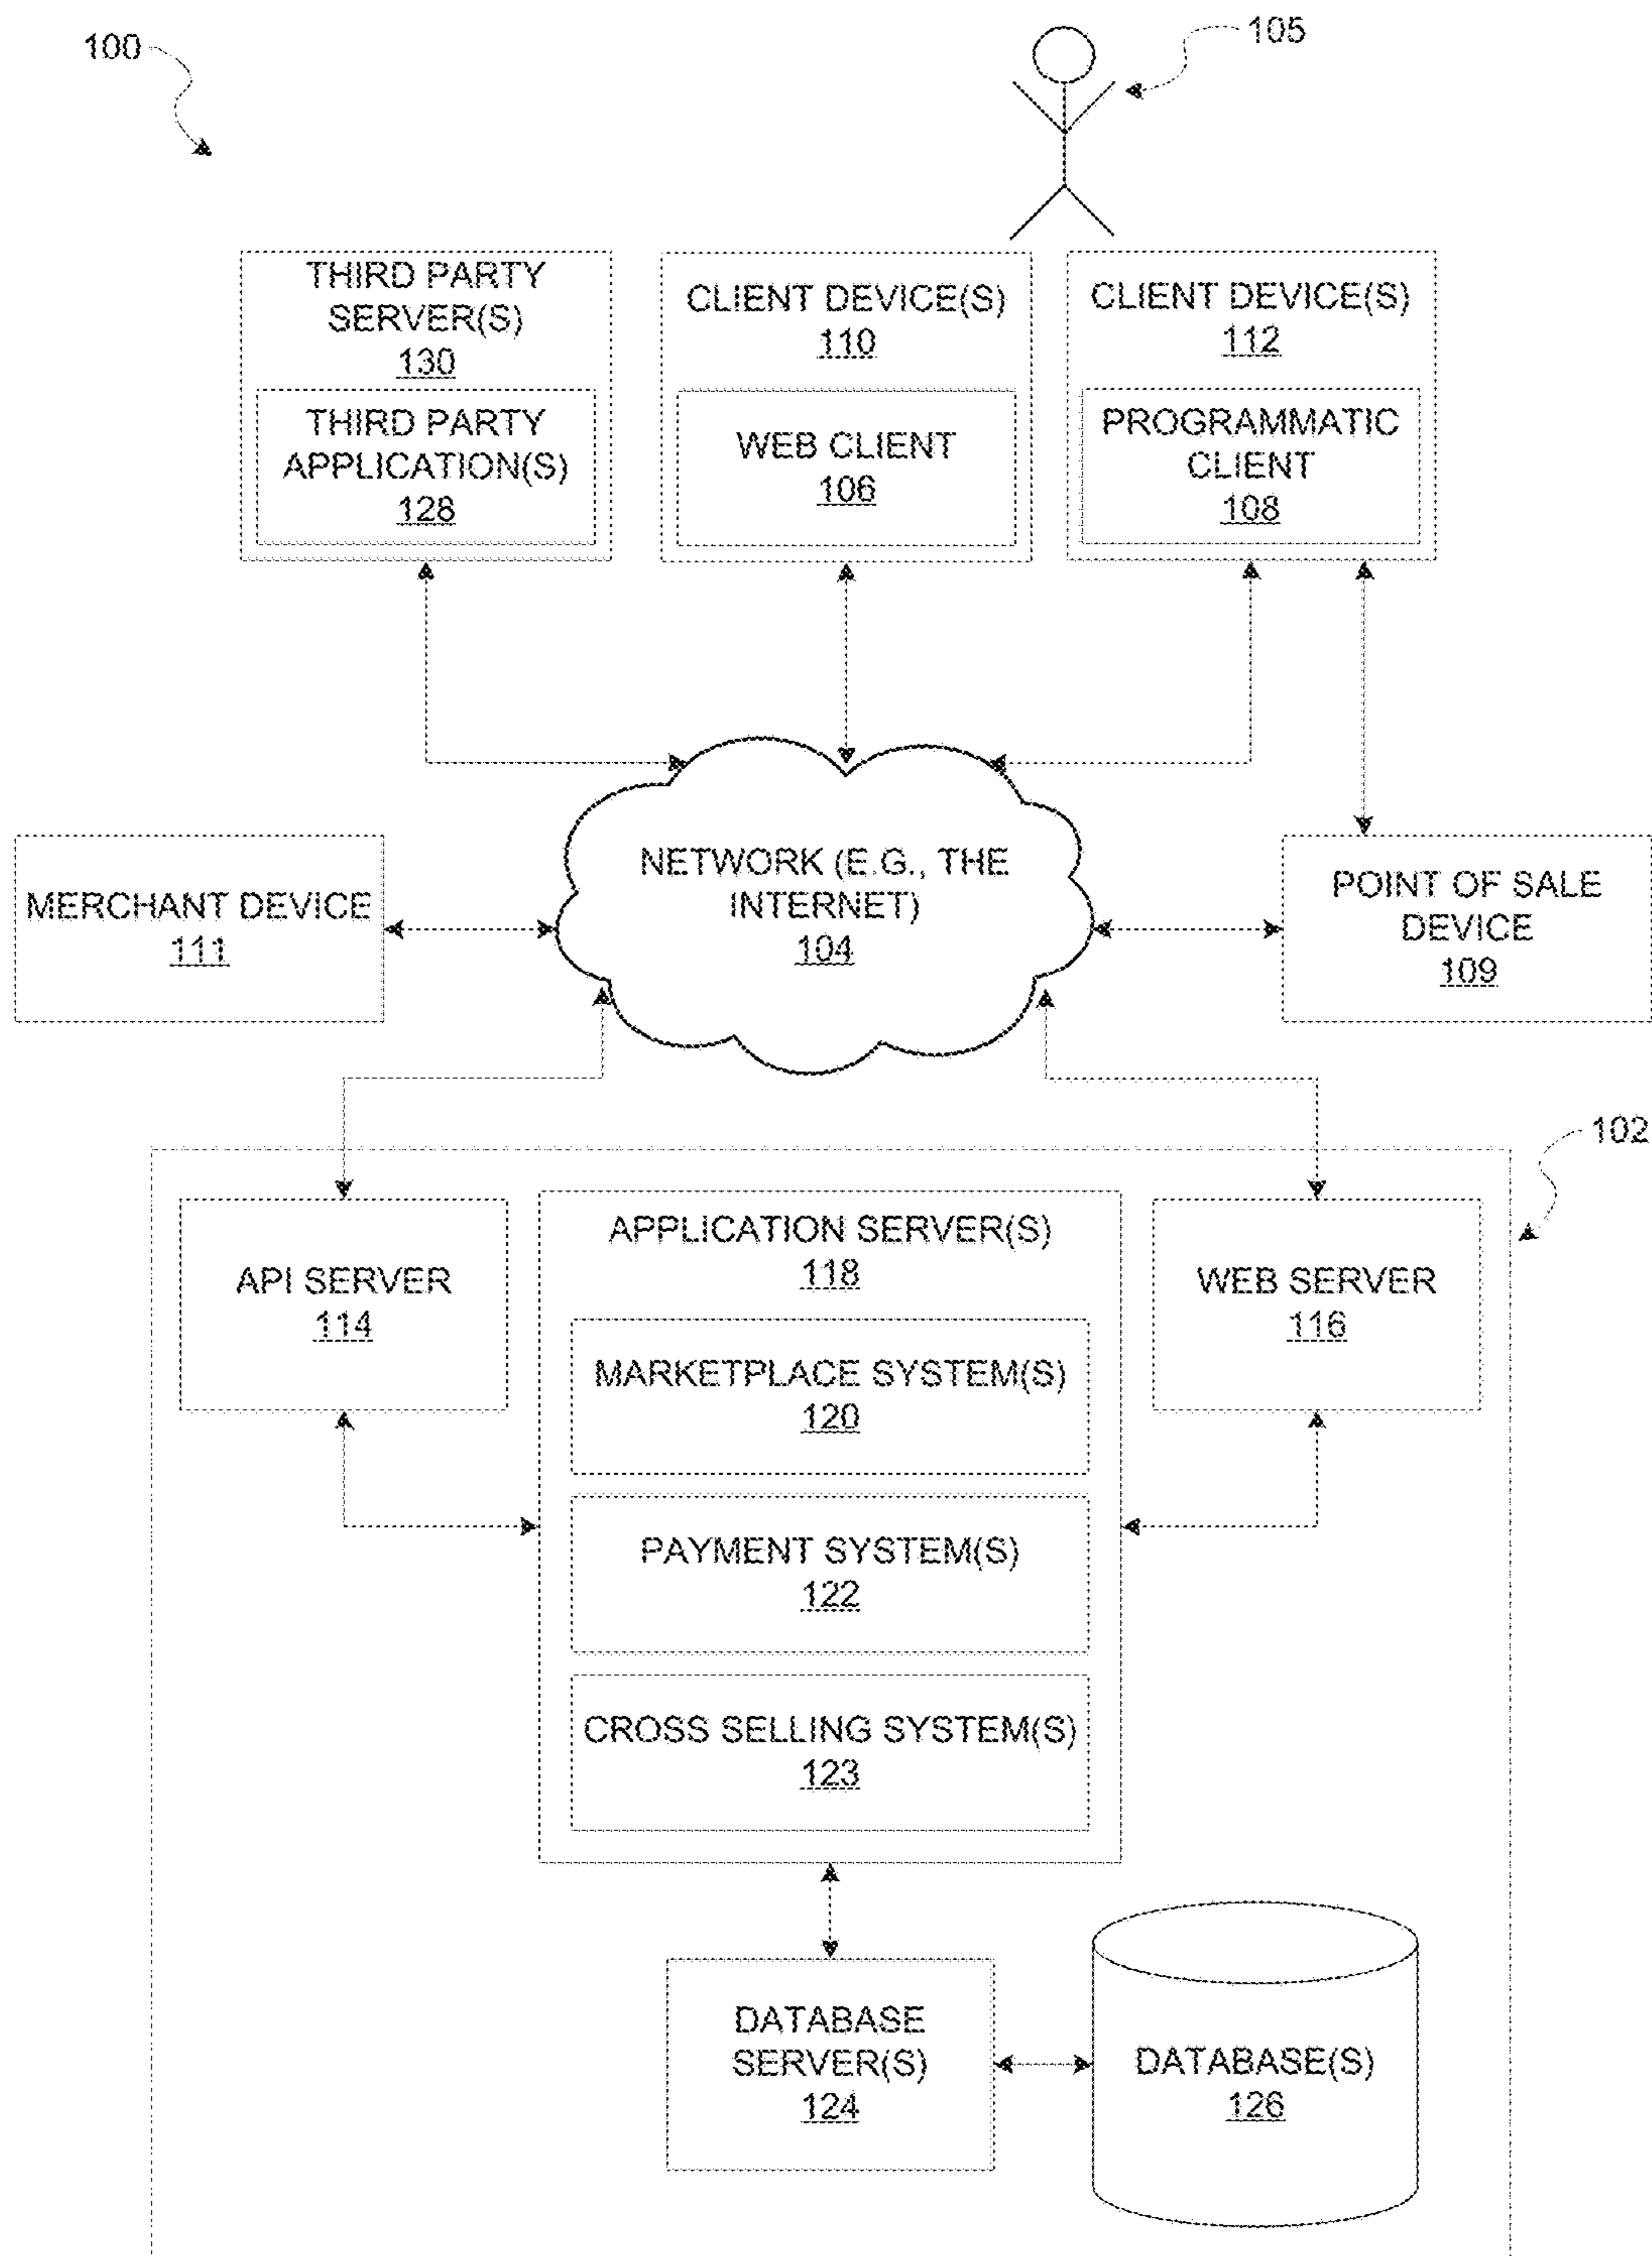 100
105
THIRD PARTY
SERVER(S)
130
THIRD PARTY
APPLICATION(S)
128
CLIENT DEVICE(S)
110
WEB CLIENT
106
CLIENT DEVICE(S)
112
PROGRAMMATIC
CLIENT
108
MERCHANT DEVICE
111
NETWORK (E.G., THE
INTERNET)
104
POINT OF SALE
DEVICE
109
102
API SERVER
114
APPLICATION SERVER(S)
118
MARKETPLACE SYSTEM(S)
120
PAYMENT SYSTEM(S)
122
CROSS SELLING SYSTEM(S)
123
WEB SERVER
116
DATABASE
SERVER(S)
124
DATABASE(S)
126